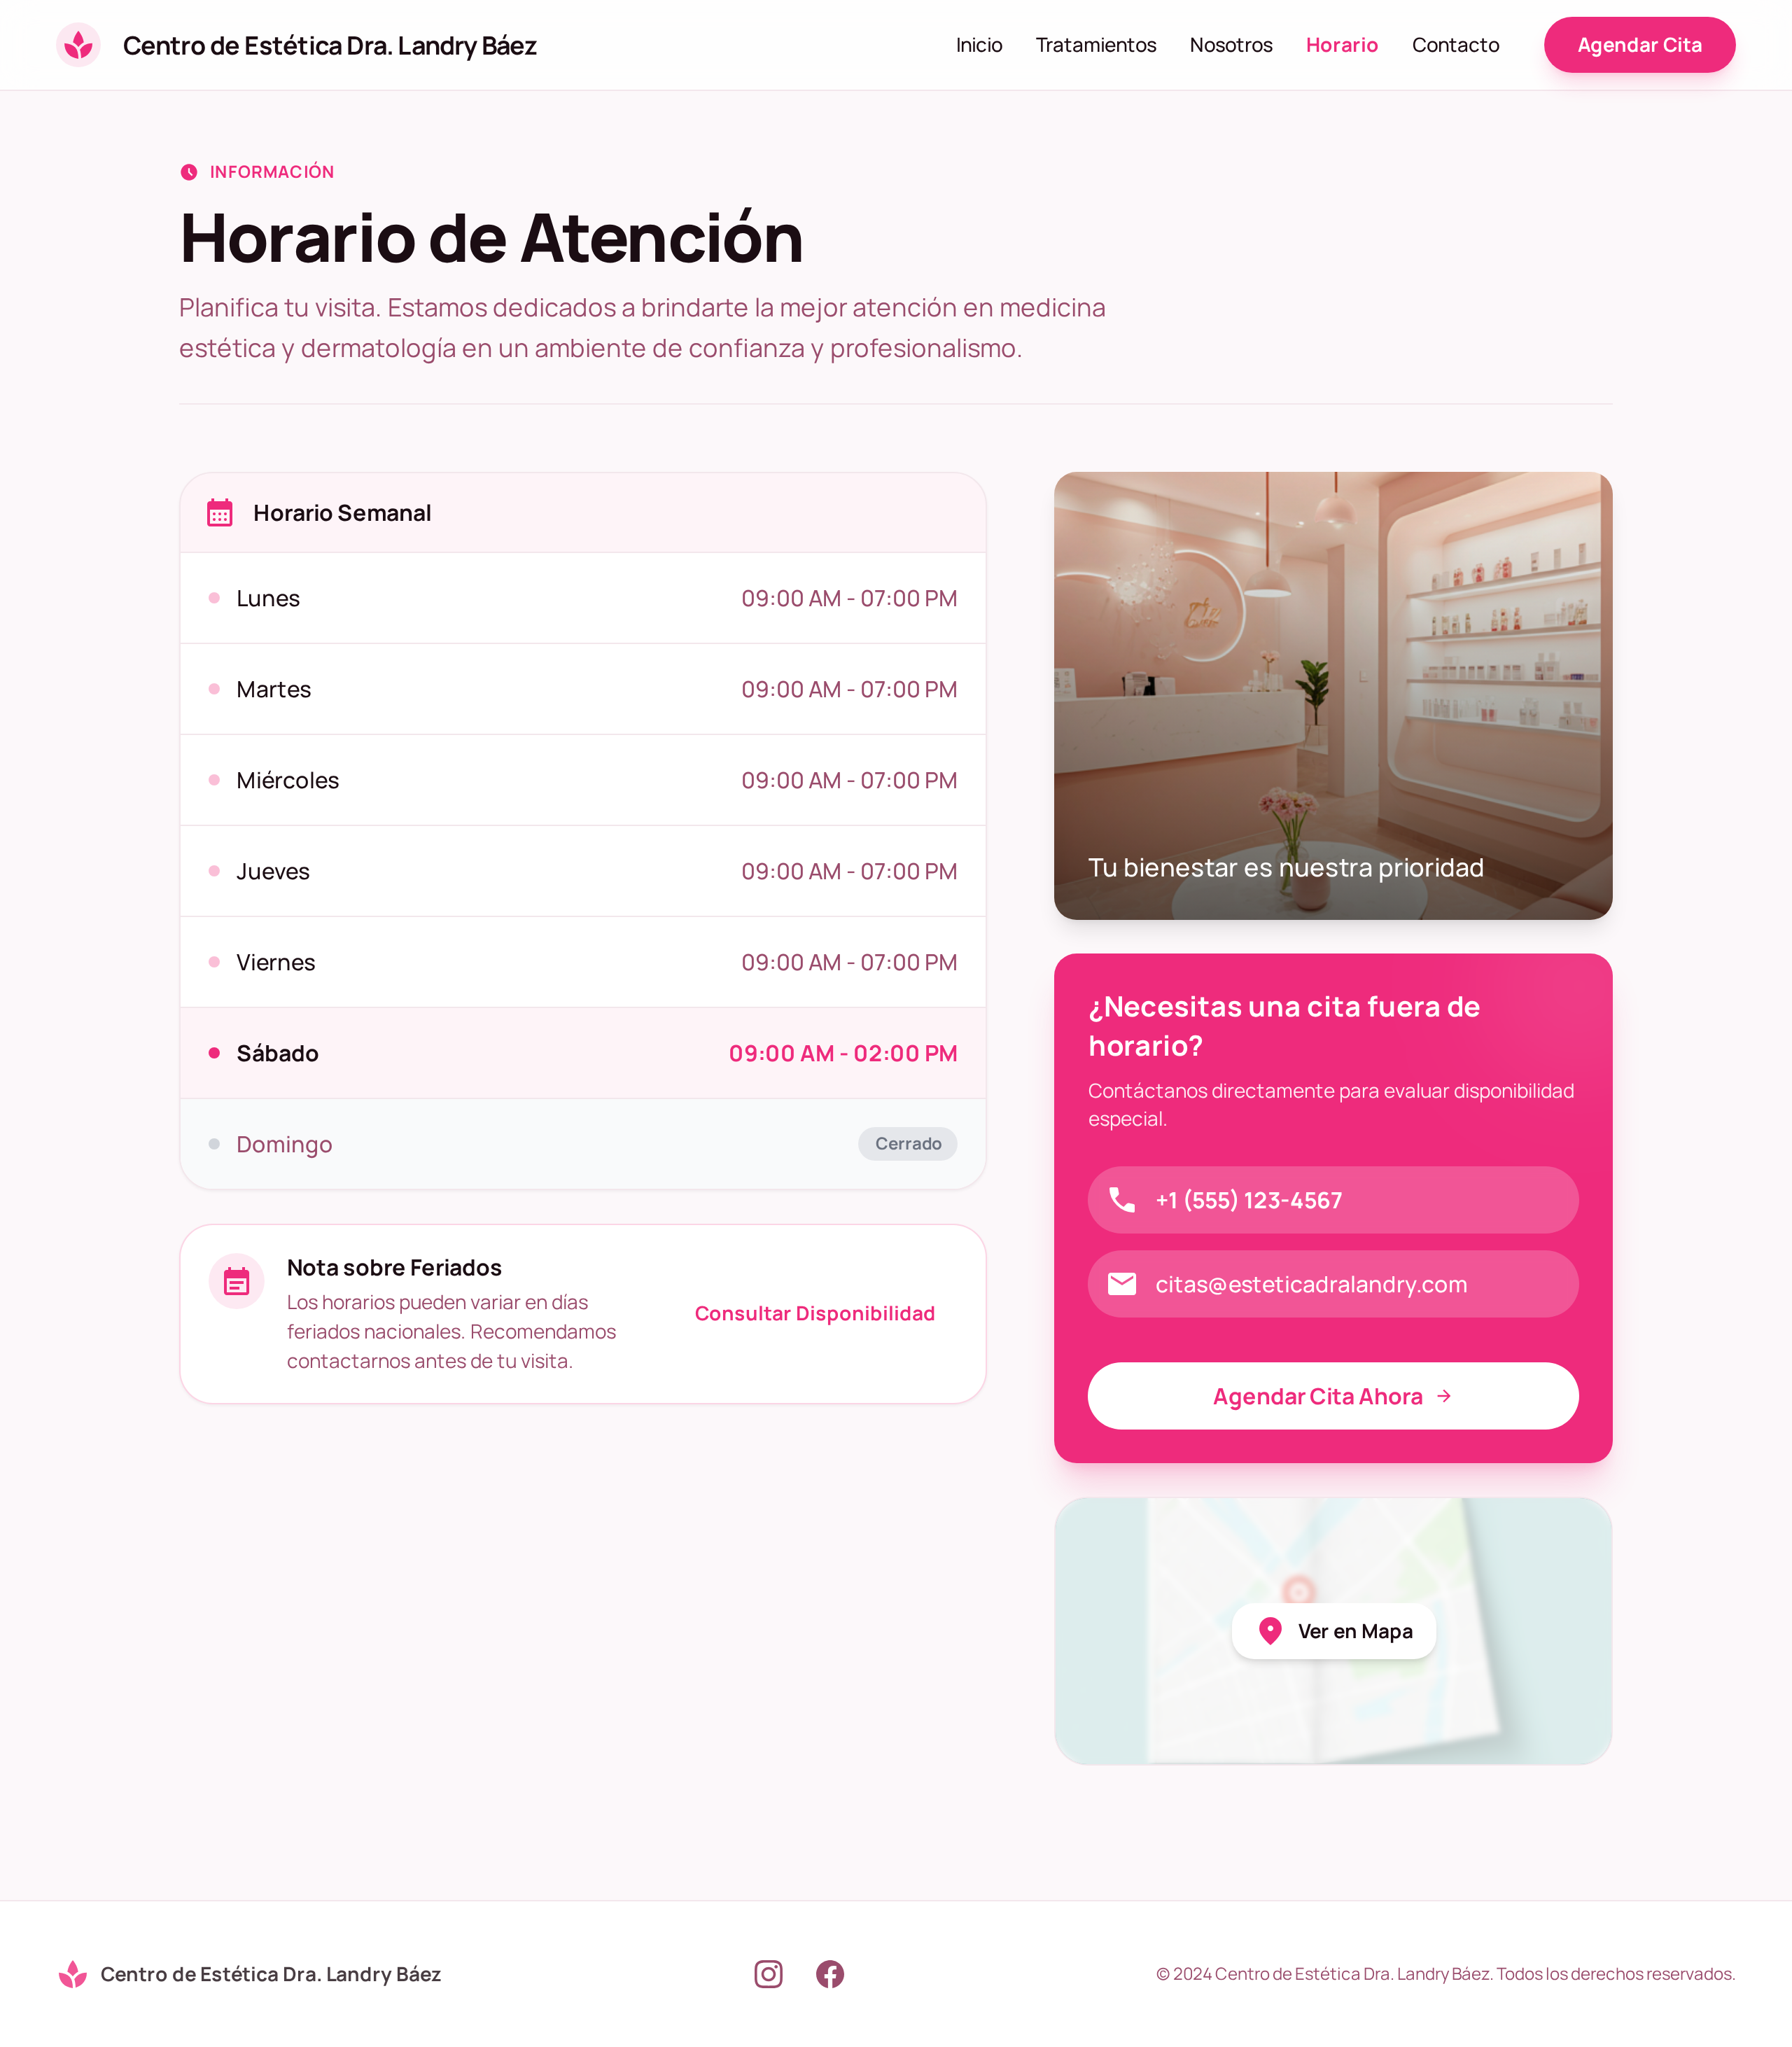 Centro de Estética Dra. Landry Báez
Inicio
Tratamientos
Nosotros
Horario
Contacto
Agendar Cita
INFORMACIÓN
Horario de Atención
Planifica tu visita. Estamos dedicados a brindarte la mejor atención en medicina
estética y dermatología en un ambiente de confianza y profesionalismo.
Horario Semanal
Lunes 09:00 AM - 07:00 PM
Martes 09:00 AM - 07:00 PM
Miércoles 09:00 AM - 07:00 PM
Jueves 09:00 AM - 07:00 PM
Viernes 09:00 AM - 07:00 PM
Sábado 09:00 AM - 02:00 PM
Domingo Cerrado
Nota sobre Feriados
Los horarios pueden variar en días
feriados nacionales. Recomendamos
contactarnos antes de tu visita.
Consultar Disponibilidad
Tu bienestar es nuestra prioridad
¿Necesitas una cita fuera de
horario?
Contáctanos directamente para evaluar disponibilidad
especial.
+1 (555) 123-4567
citas@esteticadralandry.com
Agendar Cita Ahora
Ver en Mapa
Centro de Estética Dra. Landry Báez
© 2024 Centro de Estética Dra. Landry Báez. Todos los derechos reservados.